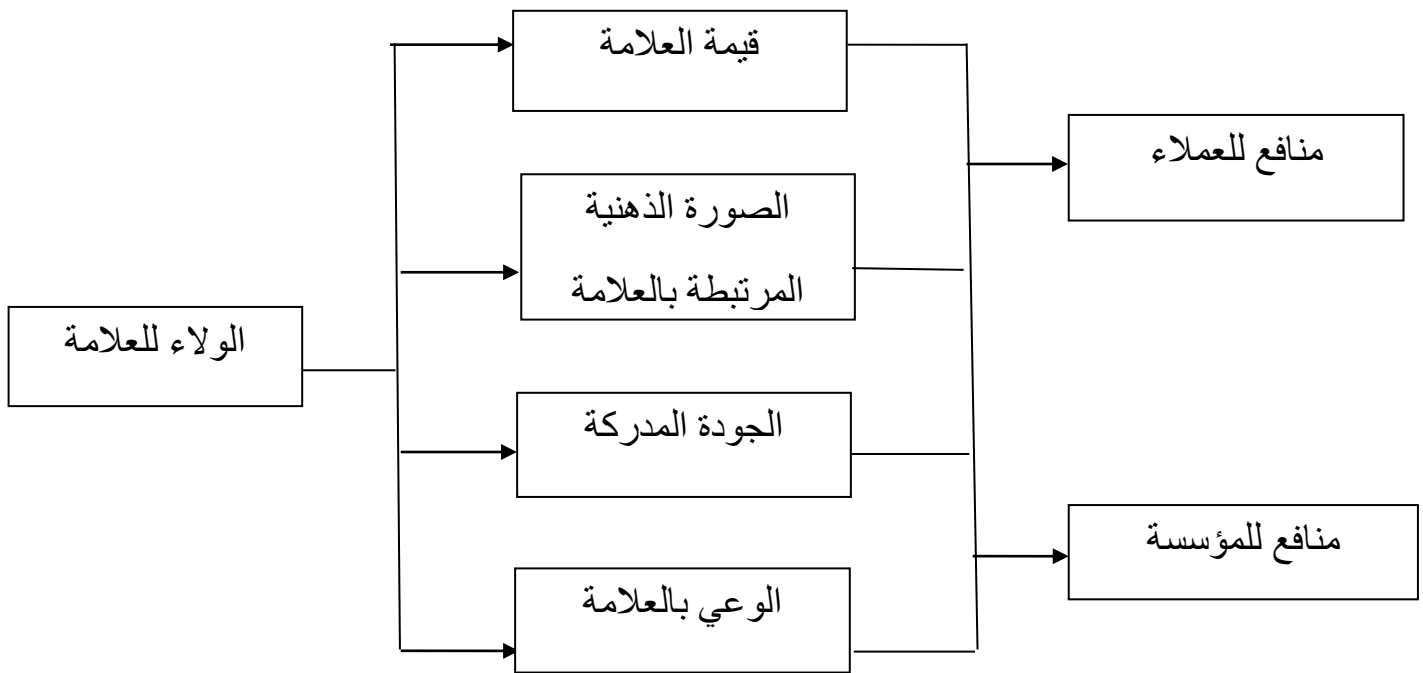 قيمة العلامة
منافع للعملاء
الصورة الذهنية
المرتبطة بالعلامة
الولاء للعلامة
الجودة المدركة
منافع للمؤسسة
الوعي بالعلامة